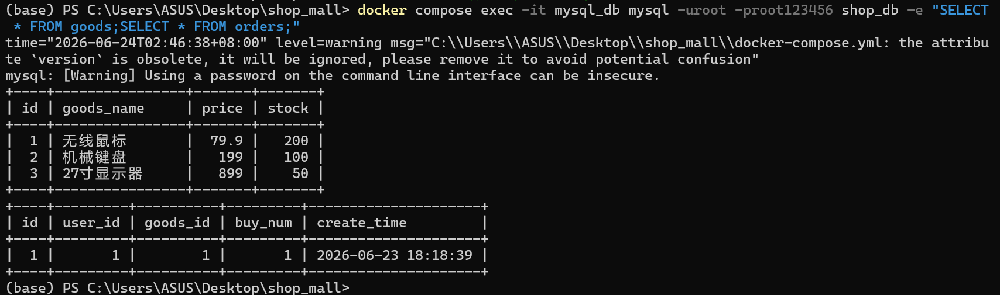 (base) PS C:\Users\ASUS\Desktop\shop_mall> docker compose exec -it mysql_db mysql -uroot -proot123456 shop_db -e "SELECT
 * FROM goods;SELECT * FROM orders;"
time="2026-06-24T02:46:38+08:00" level=warning msg="C:\\Users\\ASUS\\Desktop\\shop_mall\\docker-compose.yml: the attribu
te `version` is obsolete, it will be ignored, please remove it to avoid potential confusion"
mysql: [Warning] Using a password on the command line interface can be insecure.
+----+----------------+-------+-------+
| id | goods_name     | price | stock |
+----+----------------+-------+-------+
|  1 | 无线鼠标       |  79.9 |   200 |
|  2 | 机械键盘       |   199 |   100 |
|  3 | 27寸显示器     |   899 |    50 |
+----+----------------+-------+-------+
+----+---------+----------+---------+---------------------+
| id | user_id | goods_id | buy_num | create_time         |
+----+---------+----------+---------+---------------------+
|  1 |       1 |        1 |       1 | 2026-06-23 18:18:39 |
+----+---------+----------+---------+---------------------+
(base) PS C:\Users\ASUS\Desktop\shop_mall>